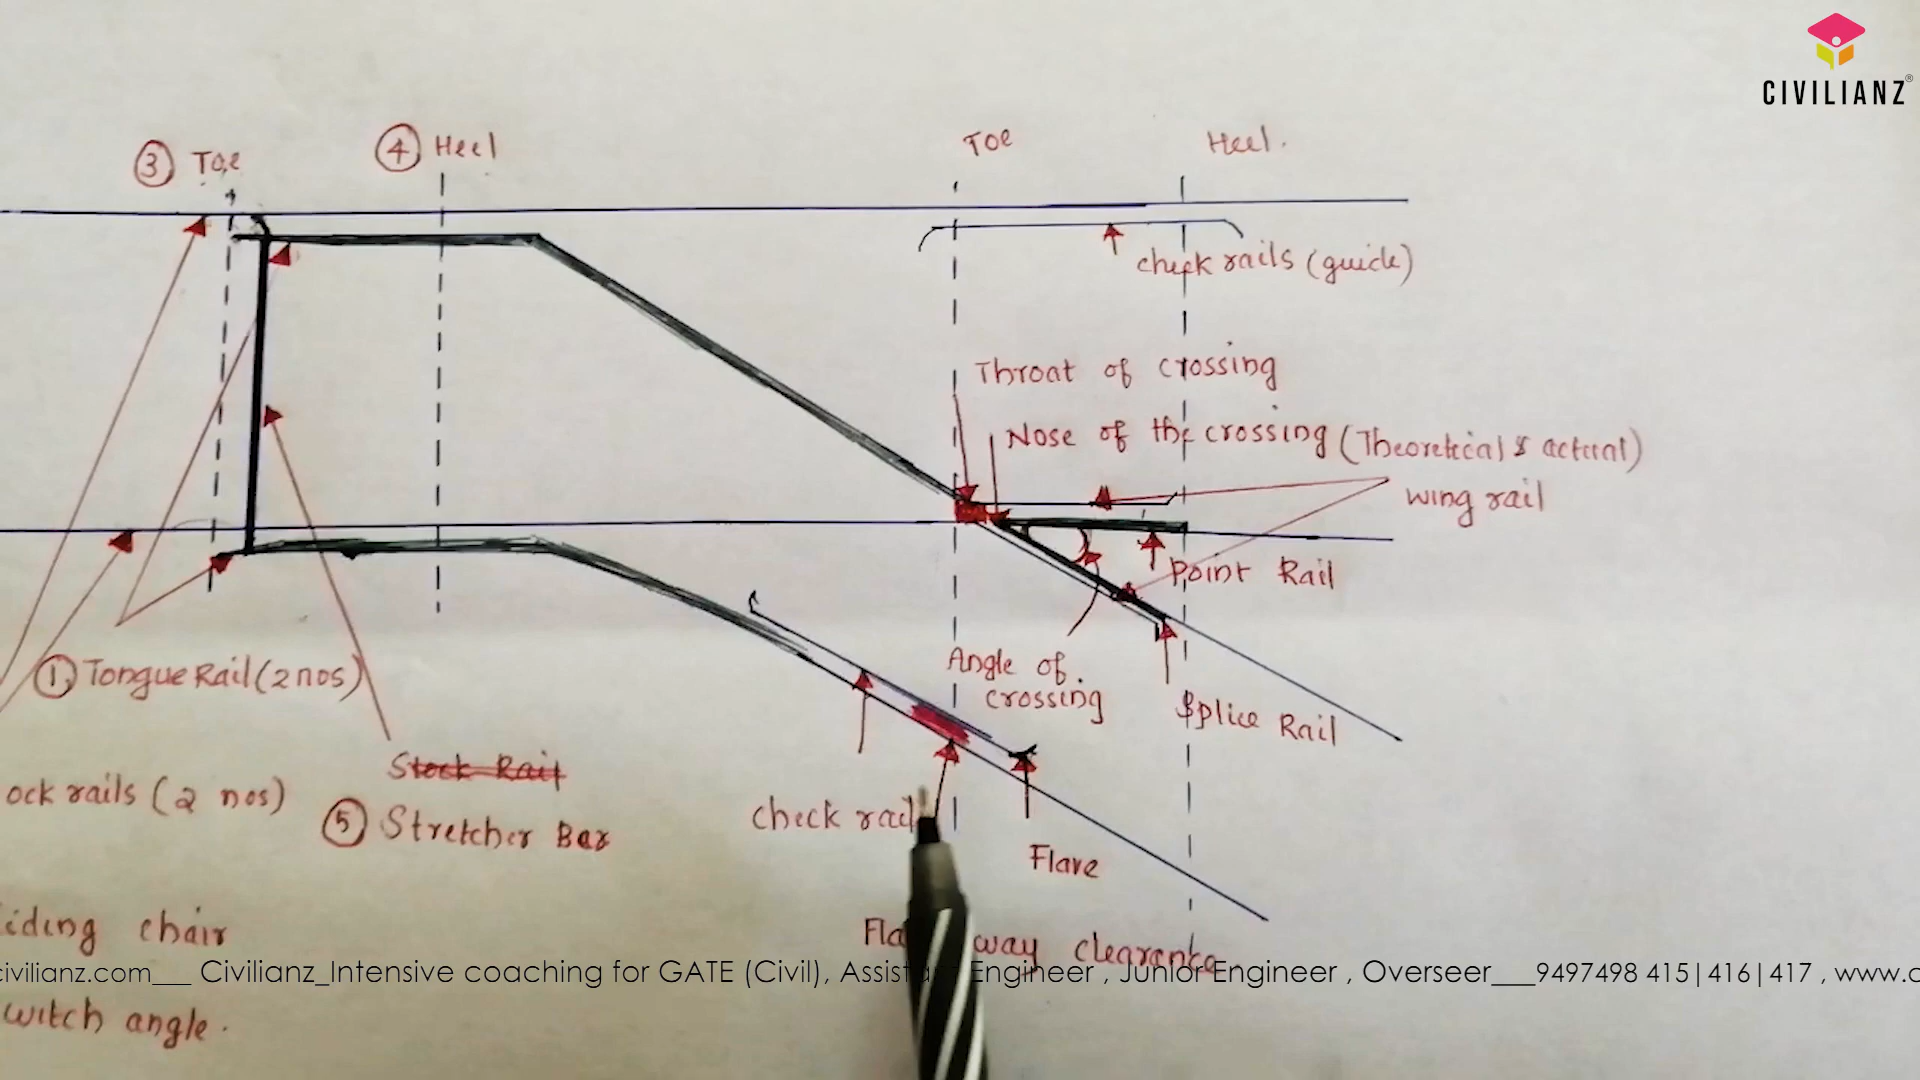 CIVILIANZ®
③ Toe
④ Heel
Toe
Heel.
check rails (guide)
Throat of crossing
Nose of the crossing (Theoretical & actual)
wing rail
Point Rail
Angle of
crossing
Splice Rail
① Tongue Rail (2 nos)
Stock Rail
ock rails (2 nos)
⑤ Stretcher Bar
check rail
Flare
way clearance
iding chair
civilianz.com___ Civilianz_Intensive coaching for GATE (Civil), Engineer , Junior Engineer , Overseer___9497498 415|416|417 , www.c
witch angle.